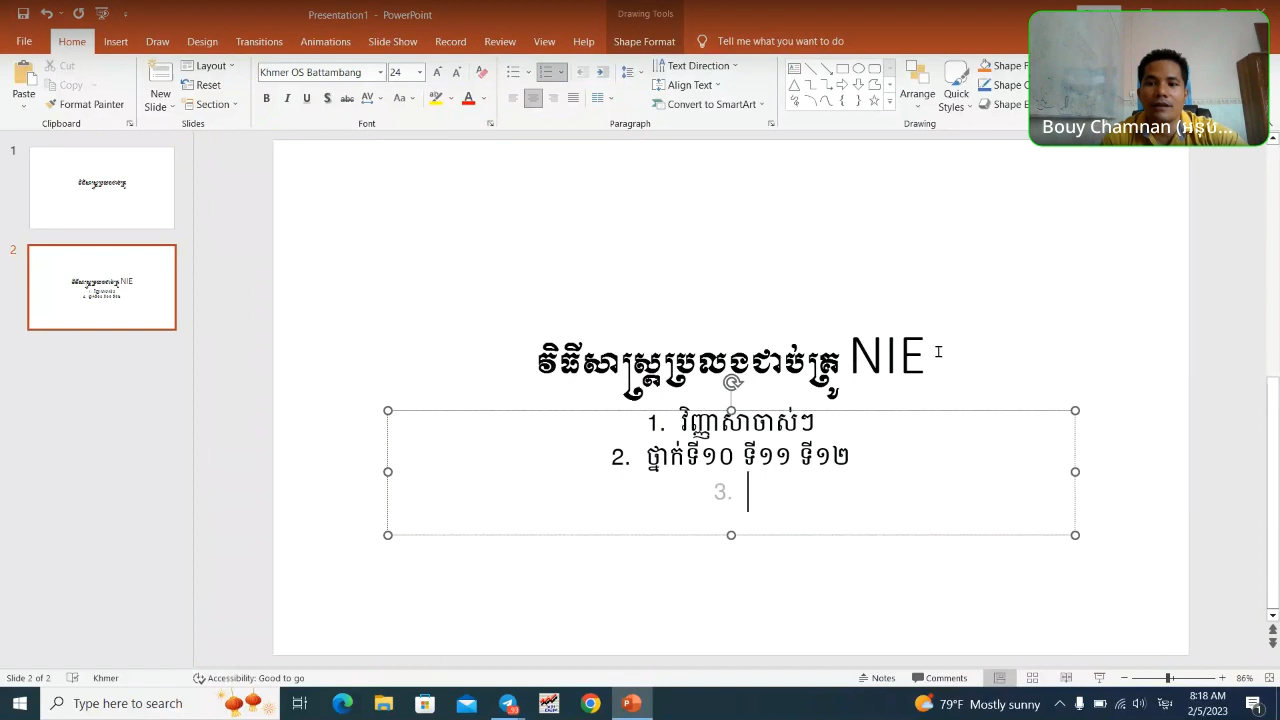 Presentation1 - PowerPoint
Drawing Tools
File Home Insert Draw Design Transitions Animations Slide Show Record Review View Help Shape Format Tell me what you want to do
Paste
Cut
Copy
Format Painter
Clipboard
New Slide
Layout
Reset
Section
Slides
Khmer OS Battambang
24
Font
Text Direction
Align Text
Convert to SmartArt
Paragraph
Arrange
Quick
Drawing
Bouy Chamnan
1
2
វិធីសាស្ត្រប្រលងជាប់គ្រូ NIE
1. វិញ្ញាសាចាស់ៗ
2. ថ្នាក់ទី១០ ទី១១ ទី១២
3.
Slide 2 of 2
Khmer
Accessibility: Good to go
Notes
Comments
86%
Type here to search
79°F Mostly sunny
8:18 AM
2/5/2023